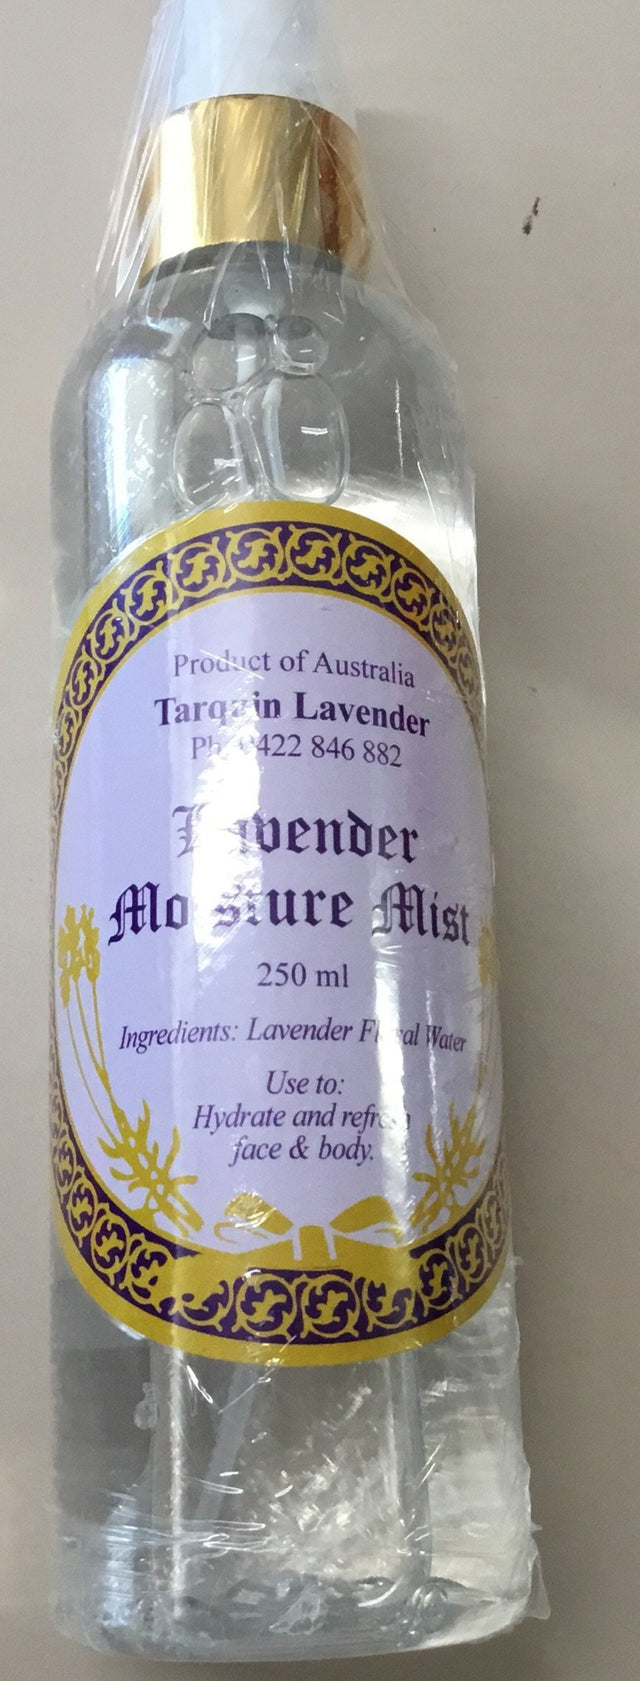 Product of Australia
Tarquin Lavender
Ph. 0422 846 882
Lavender
Moisture Mist
250 ml
Ingredients: Lavender Floral Water
Use to:
Hydrate and refresh
face & body.